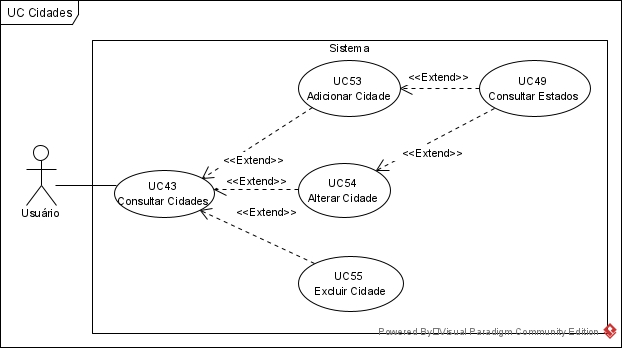 UC Cidades
Sistema
UC53
Adicionar Cidade
<<Extend>>
UC49
Consultar Estados
<<Extend>>
<<Extend>>
UC43
Consultar Cidades
<<Extend>>
UC54
Alterar Cidade
Usuário
<<Extend>>
UC55
Excluir Cidade
Powered By□Visual Paradigm Community Edition